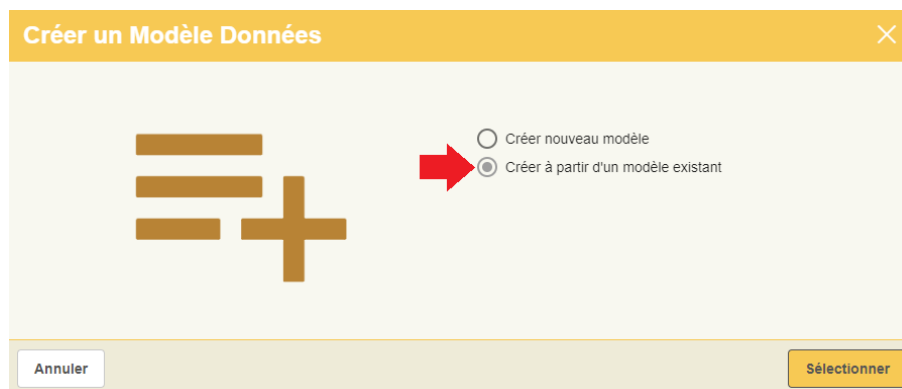 Créer un Modèle Données
Créer nouveau modèle
Créer à partir d'un modèle existant
Annuler
Sélectionner